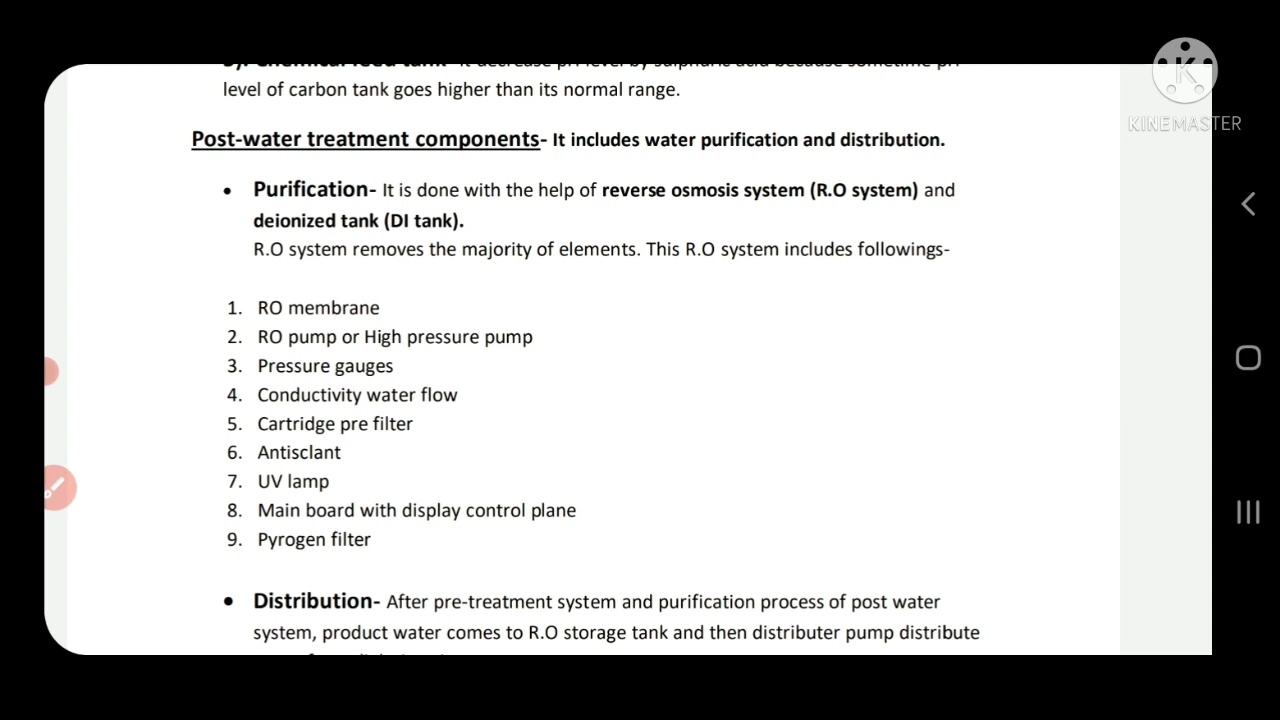 level of carbon tank goes higher than its normal range.
KINEMASTER
Post-water treatment components- It includes water purification and distribution.
• Purification- It is done with the help of reverse osmosis system (R.O system) and
deionized tank (DI tank).
R.O system removes the majority of elements. This R.O system includes followings-
1. RO membrane
2. RO pump or High pressure pump
3. Pressure gauges
4. Conductivity water flow
5. Cartridge pre filter
6. Antisclant
7. UV lamp
8. Main board with display control plane
9. Pyrogen filter
• Distribution- After pre-treatment system and purification process of post water
system, product water comes to R.O storage tank and then distributer pump distribute